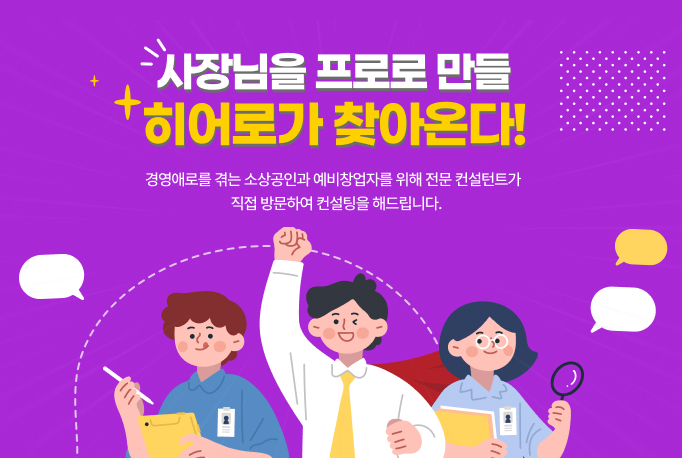 사장님을 프로로 만들
히어로가 찾아온다!
경영애로를 겪는 소상공인과 예비창업자를 위해 전문 컨설턴트가
직접 방문하여 컨설팅을 해드립니다.